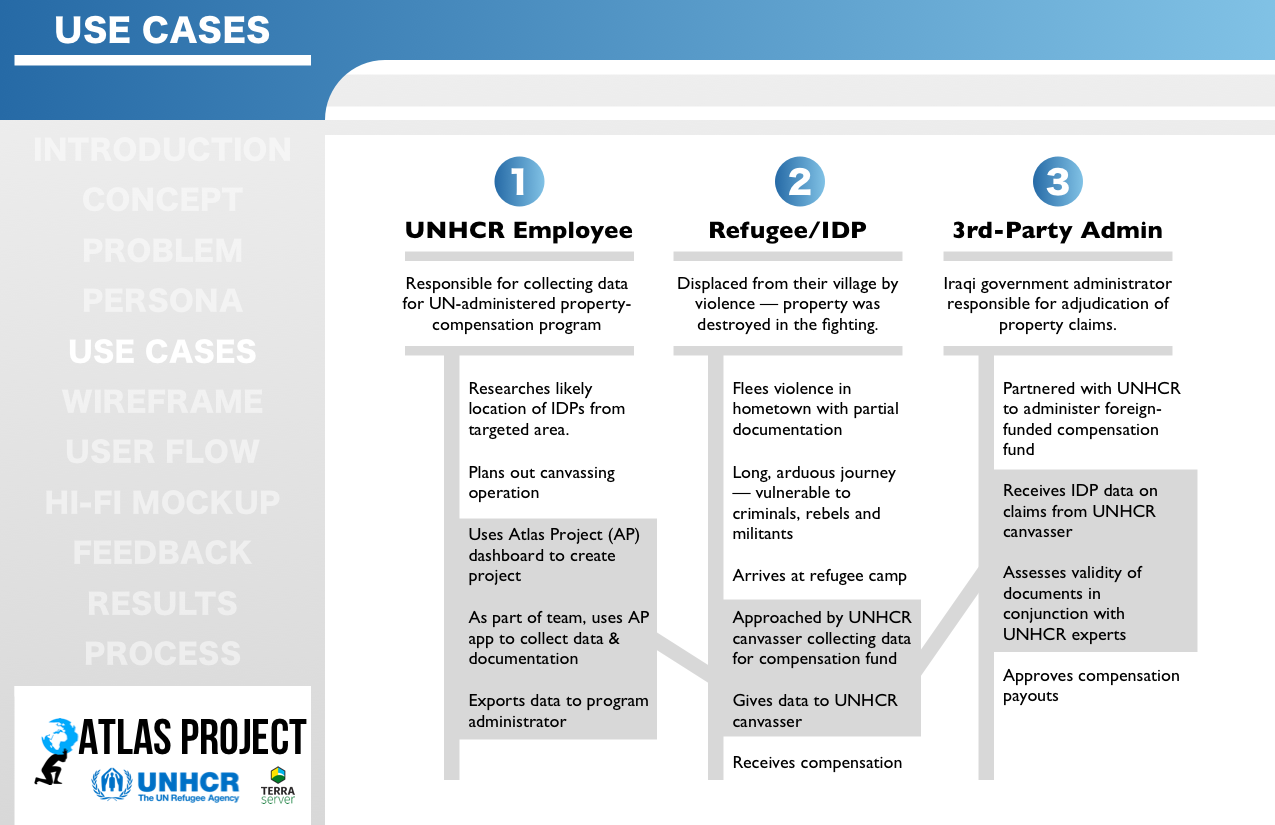 USE CASES
INTRODUCTION
CONCEPT
PROBLEM
PERSONA
USE CASES
WIREFRAME
USER FLOW
HI-FI MOCKUP
FEEDBACK
RESULTS
PROCESS
ATLAS PROJECT
UNHCR
The UN Refugee Agency
TERRA
server
1
UNHCR Employee
Responsible for collecting data
for UN-administered property-
compensation program
Researches likely
location of IDPs from
targeted area.
Plans out canvassing
operation
Uses Atlas Project (AP)
dashboard to create
project
As part of team, uses AP
app to collect data &
documentation
Exports data to program
administrator
2
Refugee/IDP
Displaced from their village by
violence — property was
destroyed in the fighting.
Flees violence in
hometown with partial
documentation
Long, arduous journey
— vulnerable to
criminals, rebels and
militants
Arrives at refugee camp
Approached by UNHCR
canvasser collecting data
for compensation fund
Gives data to UNHCR
canvasser
Receives compensation
3
3rd-Party Admin
Iraqi government administrator
responsible for adjudication of
property claims.
Partnered with UNHCR
to administer foreign-
funded compensation
fund
Receives IDP data on
claims from UNHCR
canvasser
Assesses validity of
documents in
conjunction with
UNHCR experts
Approves compensation
payouts